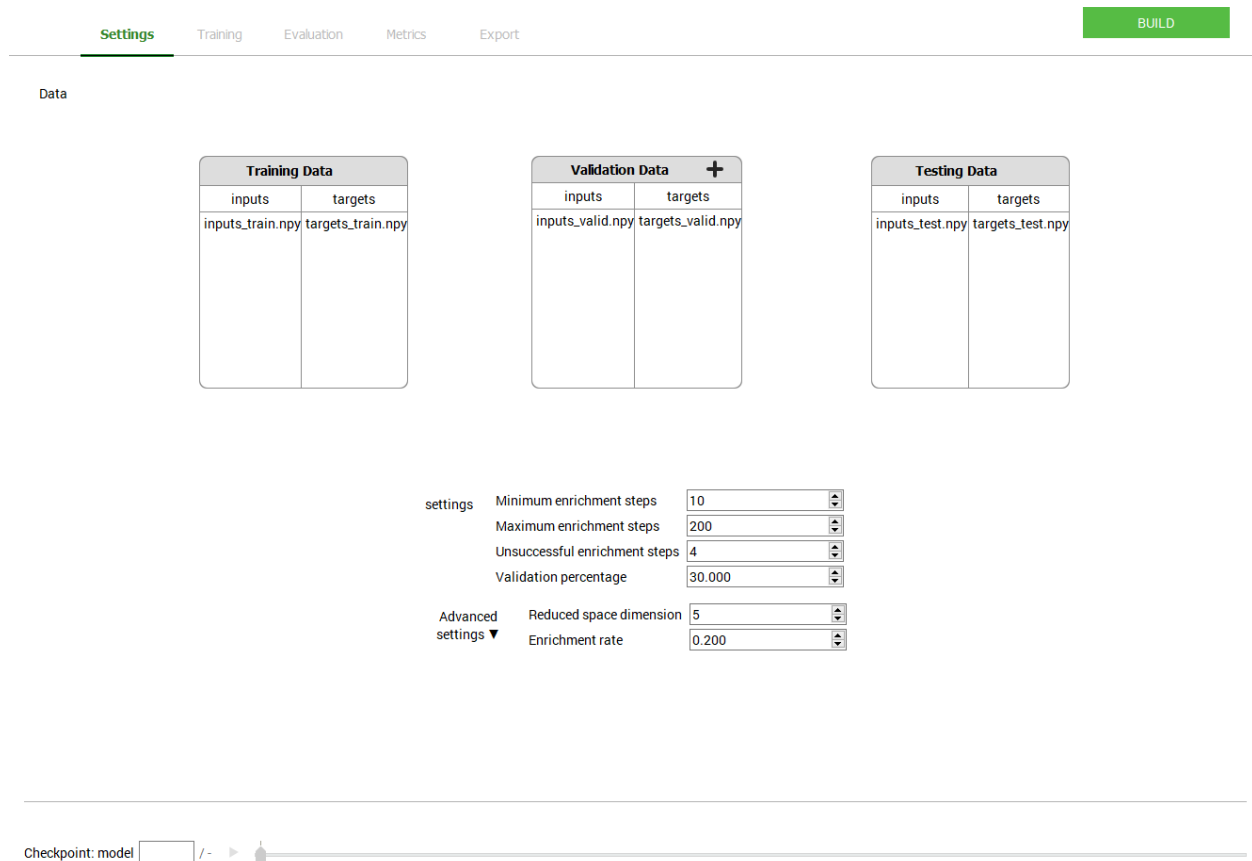 Settings Training Evaluation Metrics Export BUILD
Data
Training Data
inputs targets
inputs_train.npy targets_train.npy
Validation Data +
inputs targets
inputs_valid.npy targets_valid.npy
Testing Data
inputs targets
inputs_test.npy targets_test.npy
settings
Minimum enrichment steps 10
Maximum enrichment steps 200
Unsuccessful enrichment steps 4
Validation percentage 30.000
Advanced
settings ▼
Reduced space dimension 5
Enrichment rate 0.200
Checkpoint: model / -